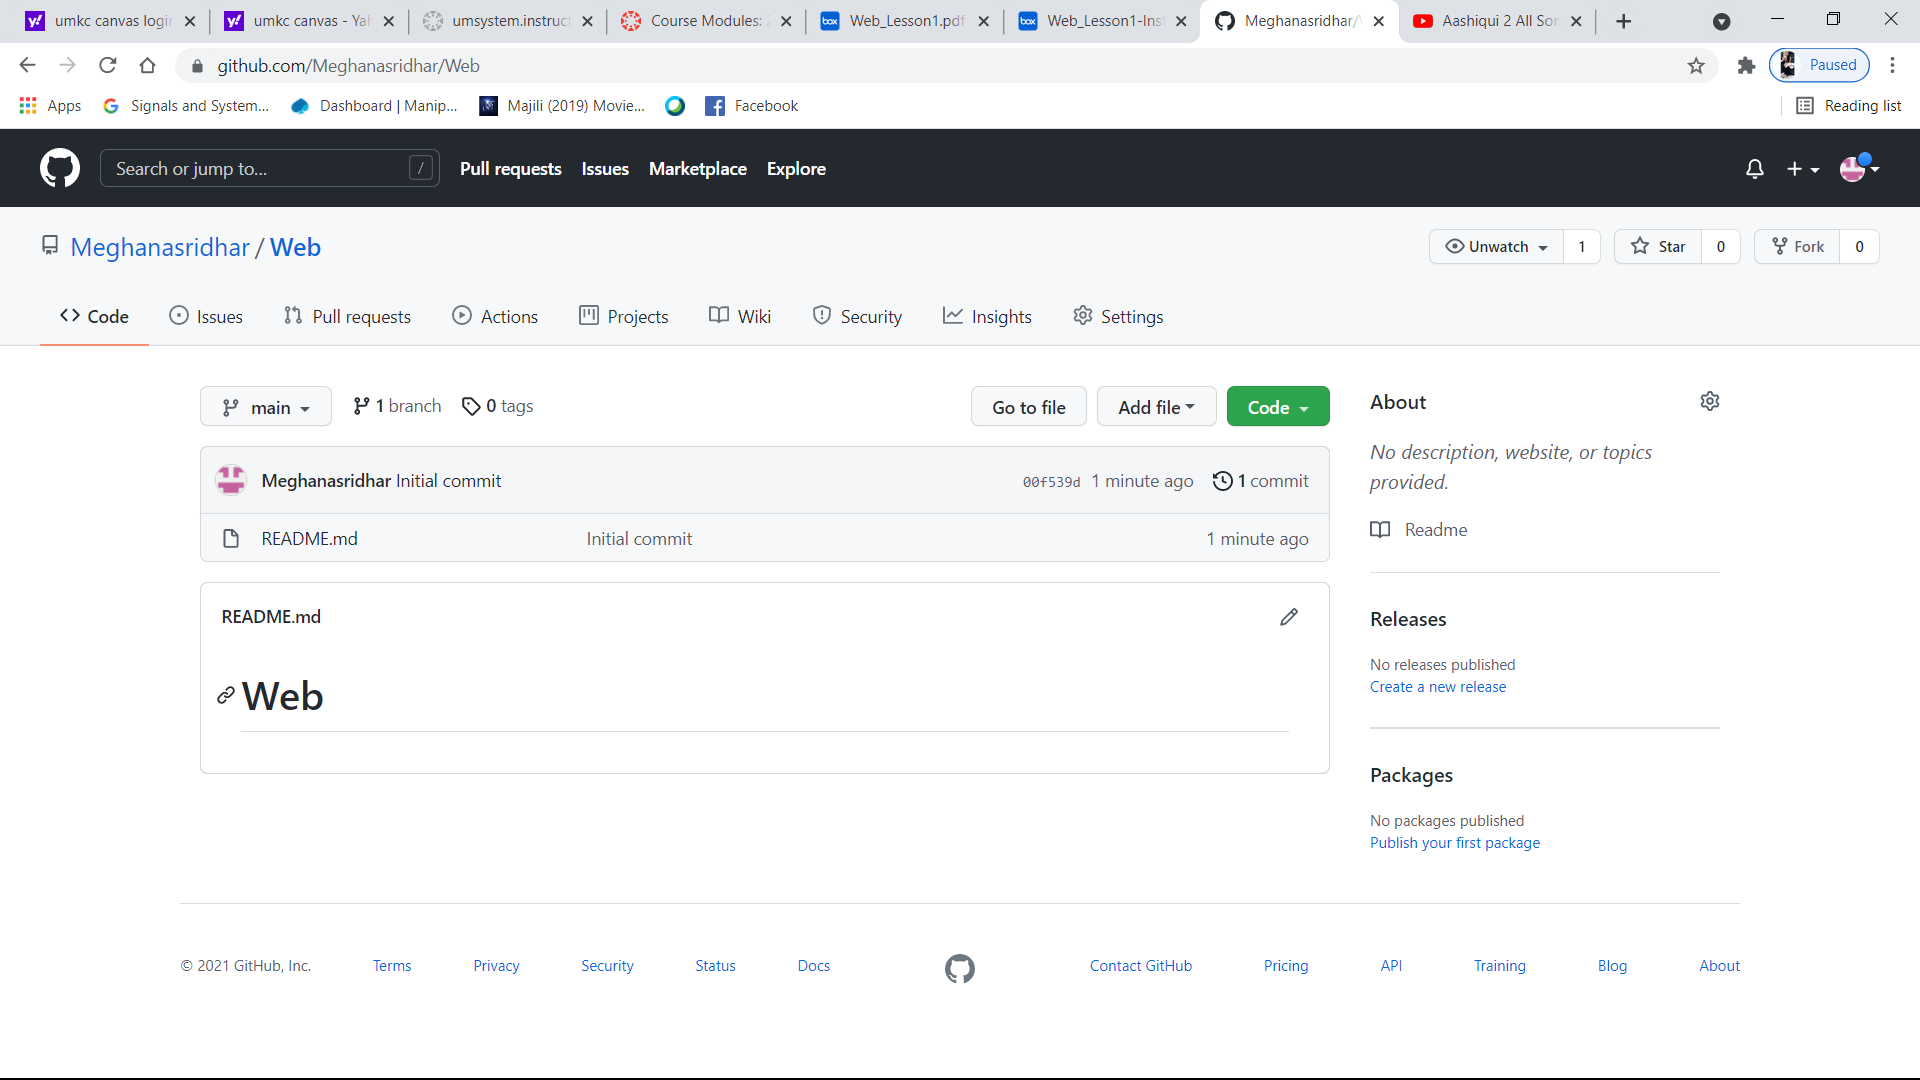 umkc canvas login
umkc canvas - Yah
umsystem.instruct
Course Modules: 2
Web_Lesson1.pdf
Web_Lesson1-Inst
Meghanasridhar/W
Aashiqui 2 All Son
github.com/Meghanasridhar/Web
Paused
Apps
Signals and System...
Dashboard | Manip...
Majili (2019) Movie...
Facebook
Reading list
Search or jump to...
/
Pull requests
Issues
Marketplace
Explore
Meghanasridhar / Web
Unwatch
1
Star
0
Fork
0
Code
Issues
Pull requests
Actions
Projects
Wiki
Security
Insights
Settings
main
1 branch
0 tags
Go to file
Add file
Code
Meghanasridhar Initial commit
00f539d 1 minute ago
1 commit
README.md
Initial commit
1 minute ago
README.md
Web
About
No description, website, or topics
provided.
Readme
Releases
No releases published
Create a new release
Packages
No packages published
Publish your first package
© 2021 GitHub, Inc.
Terms
Privacy
Security
Status
Docs
Contact GitHub
Pricing
API
Training
Blog
About